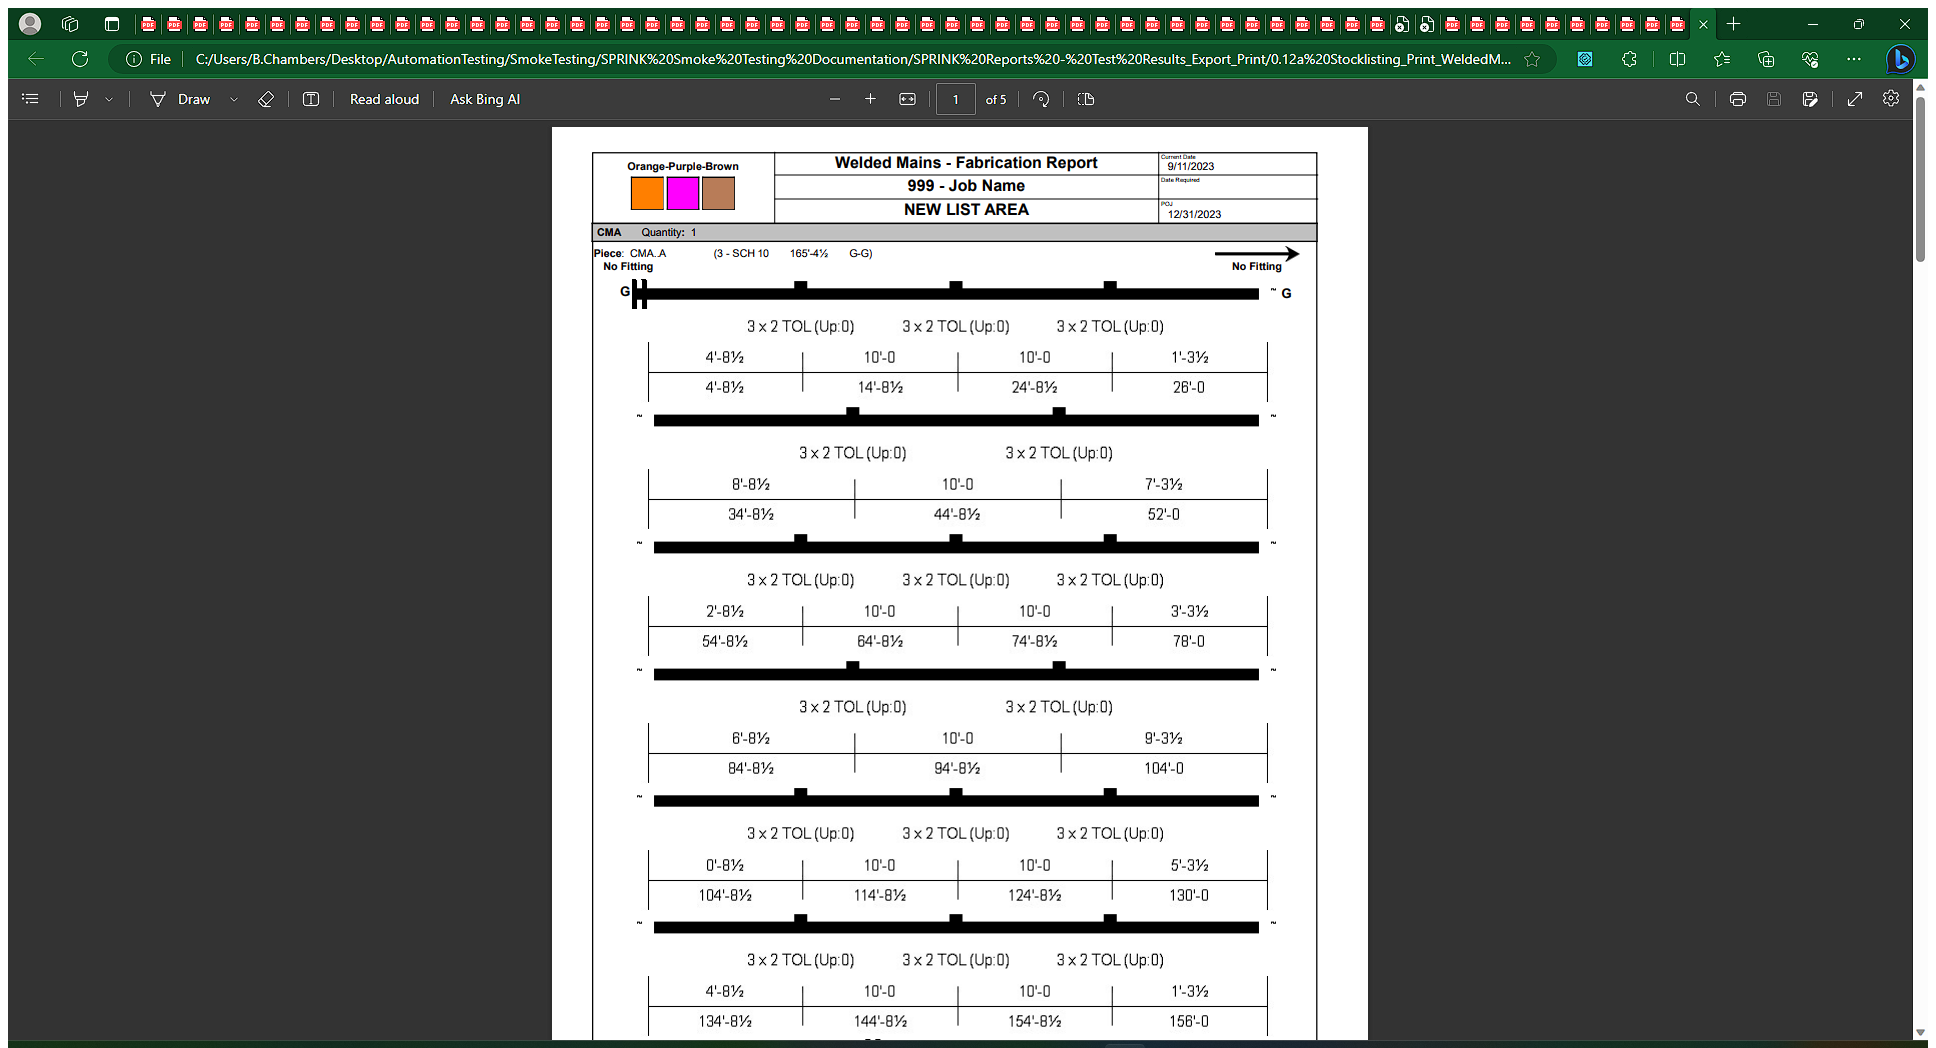 File
C:/Users/B.Chambers/Desktop/AutomationTesting/SmokeTesting/SPRINK%20Smoke%20Testing%20Documentation/SPRINK%20Reports%20-%20Test%20Results_Export_Print/0.12a%20Stocklisting_Print_WeldedM...
Draw Read aloud Ask Bing AI 1 of 5
Orange-Purple-Brown
Welded Mains - Fabrication Report
999 - Job Name
NEW LIST AREA
Current Date
9/11/2023
Date Required
POJ
12/31/2023
CMA Quantity: 1
Piece: CMA..A (3 - SCH 10 165'-4½ G-G)
No Fitting No Fitting
G ~ G
3 x 2 TOL (Up:0) 3 x 2 TOL (Up:0) 3 x 2 TOL (Up:0)
4'-8½ 10'-0 10'-0 1'-3½
4'-8½ 14'-8½ 24'-8½ 26'-0
~ ~
3 x 2 TOL (Up:0) 3 x 2 TOL (Up:0)
8'-8½ 10'-0 7'-3½
34'-8½ 44'-8½ 52'-0
~ ~
3 x 2 TOL (Up:0) 3 x 2 TOL (Up:0) 3 x 2 TOL (Up:0)
2'-8½ 10'-0 10'-0 3'-3½
54'-8½ 64'-8½ 74'-8½ 78'-0
~ ~
3 x 2 TOL (Up:0) 3 x 2 TOL (Up:0)
6'-8½ 10'-0 9'-3½
84'-8½ 94'-8½ 104'-0
~ ~
3 x 2 TOL (Up:0) 3 x 2 TOL (Up:0) 3 x 2 TOL (Up:0)
0'-8½ 10'-0 10'-0 5'-3½
104'-8½ 114'-8½ 124'-8½ 130'-0
~ ~
3 x 2 TOL (Up:0) 3 x 2 TOL (Up:0) 3 x 2 TOL (Up:0)
4'-8½ 10'-0 10'-0 1'-3½
134'-8½ 144'-8½ 154'-8½ 156'-0